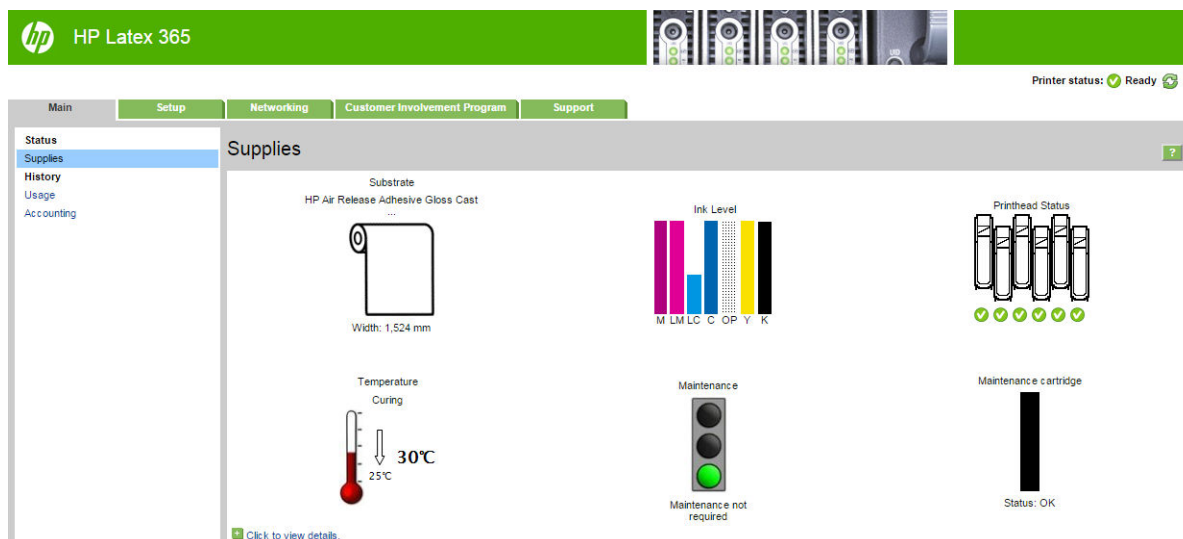 hp HP Latex 365
Printer status: Ready
Main Setup Networking Customer Involvement Program Support
Status
Supplies
History
Usage
Accounting
Supplies
?
Substrate
HP Air Release Adhesive Gloss Cast
...
Width: 1,524 mm
Ink Level
M LM LC C OP Y K
Printhead Status
Temperature
Curing
30℃
25℃
Maintenance
Maintenance not
required
Maintenance cartridge
Status: OK
Click to view details.